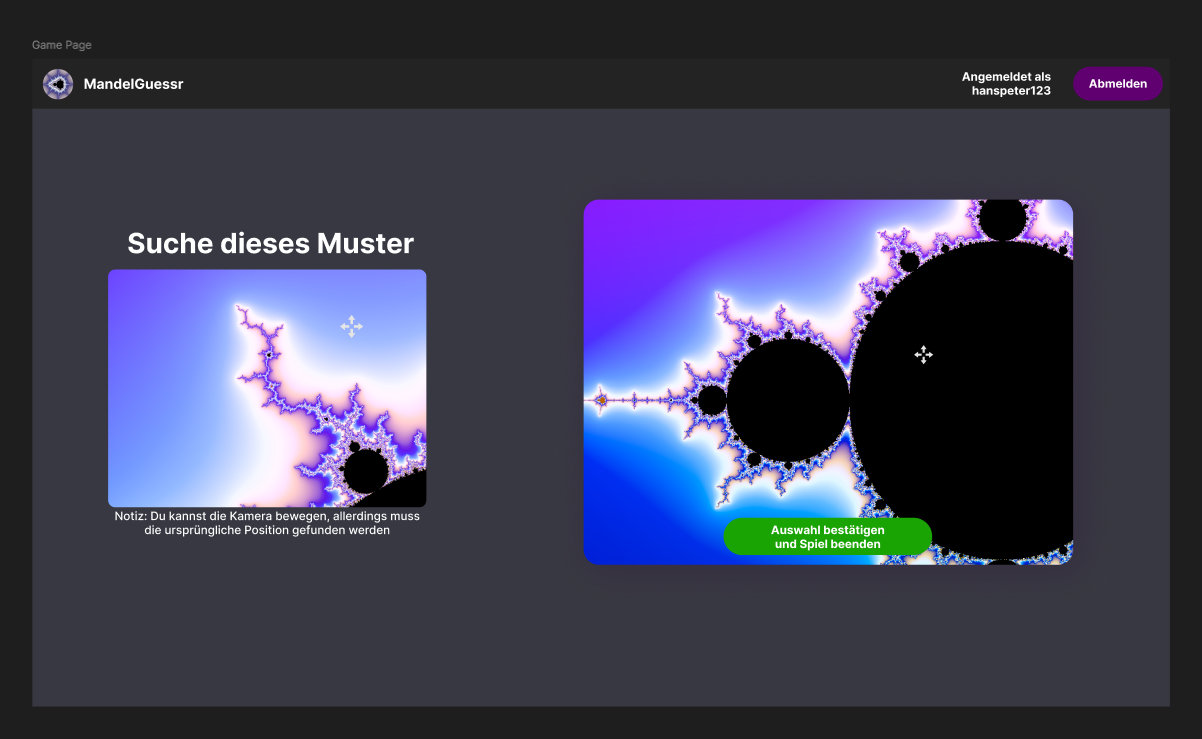 Game Page
MandelGuessr
Angemeldet als
hanspeter123
Abmelden
Suche dieses Muster
Notiz: Du kannst die Kamera bewegen, allerdings muss
die ursprüngliche Position gefunden werden
Auswahl bestätigen
und Spiel beenden